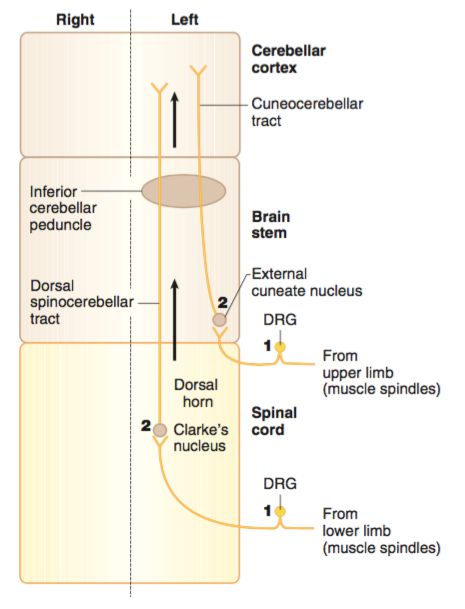 Right
Left
Cerebellar
cortex
Cuneocerebellar
tract
Inferior
cerebellar
peduncle
Brain
stem
External
cuneate nucleus
2
DRG
1
Dorsal
spinocerebellar
tract
From
upper limb
(muscle spindles)
Dorsal
horn
Spinal
cord
2
Clarke's
nucleus
DRG
1
From
lower limb
(muscle spindles)